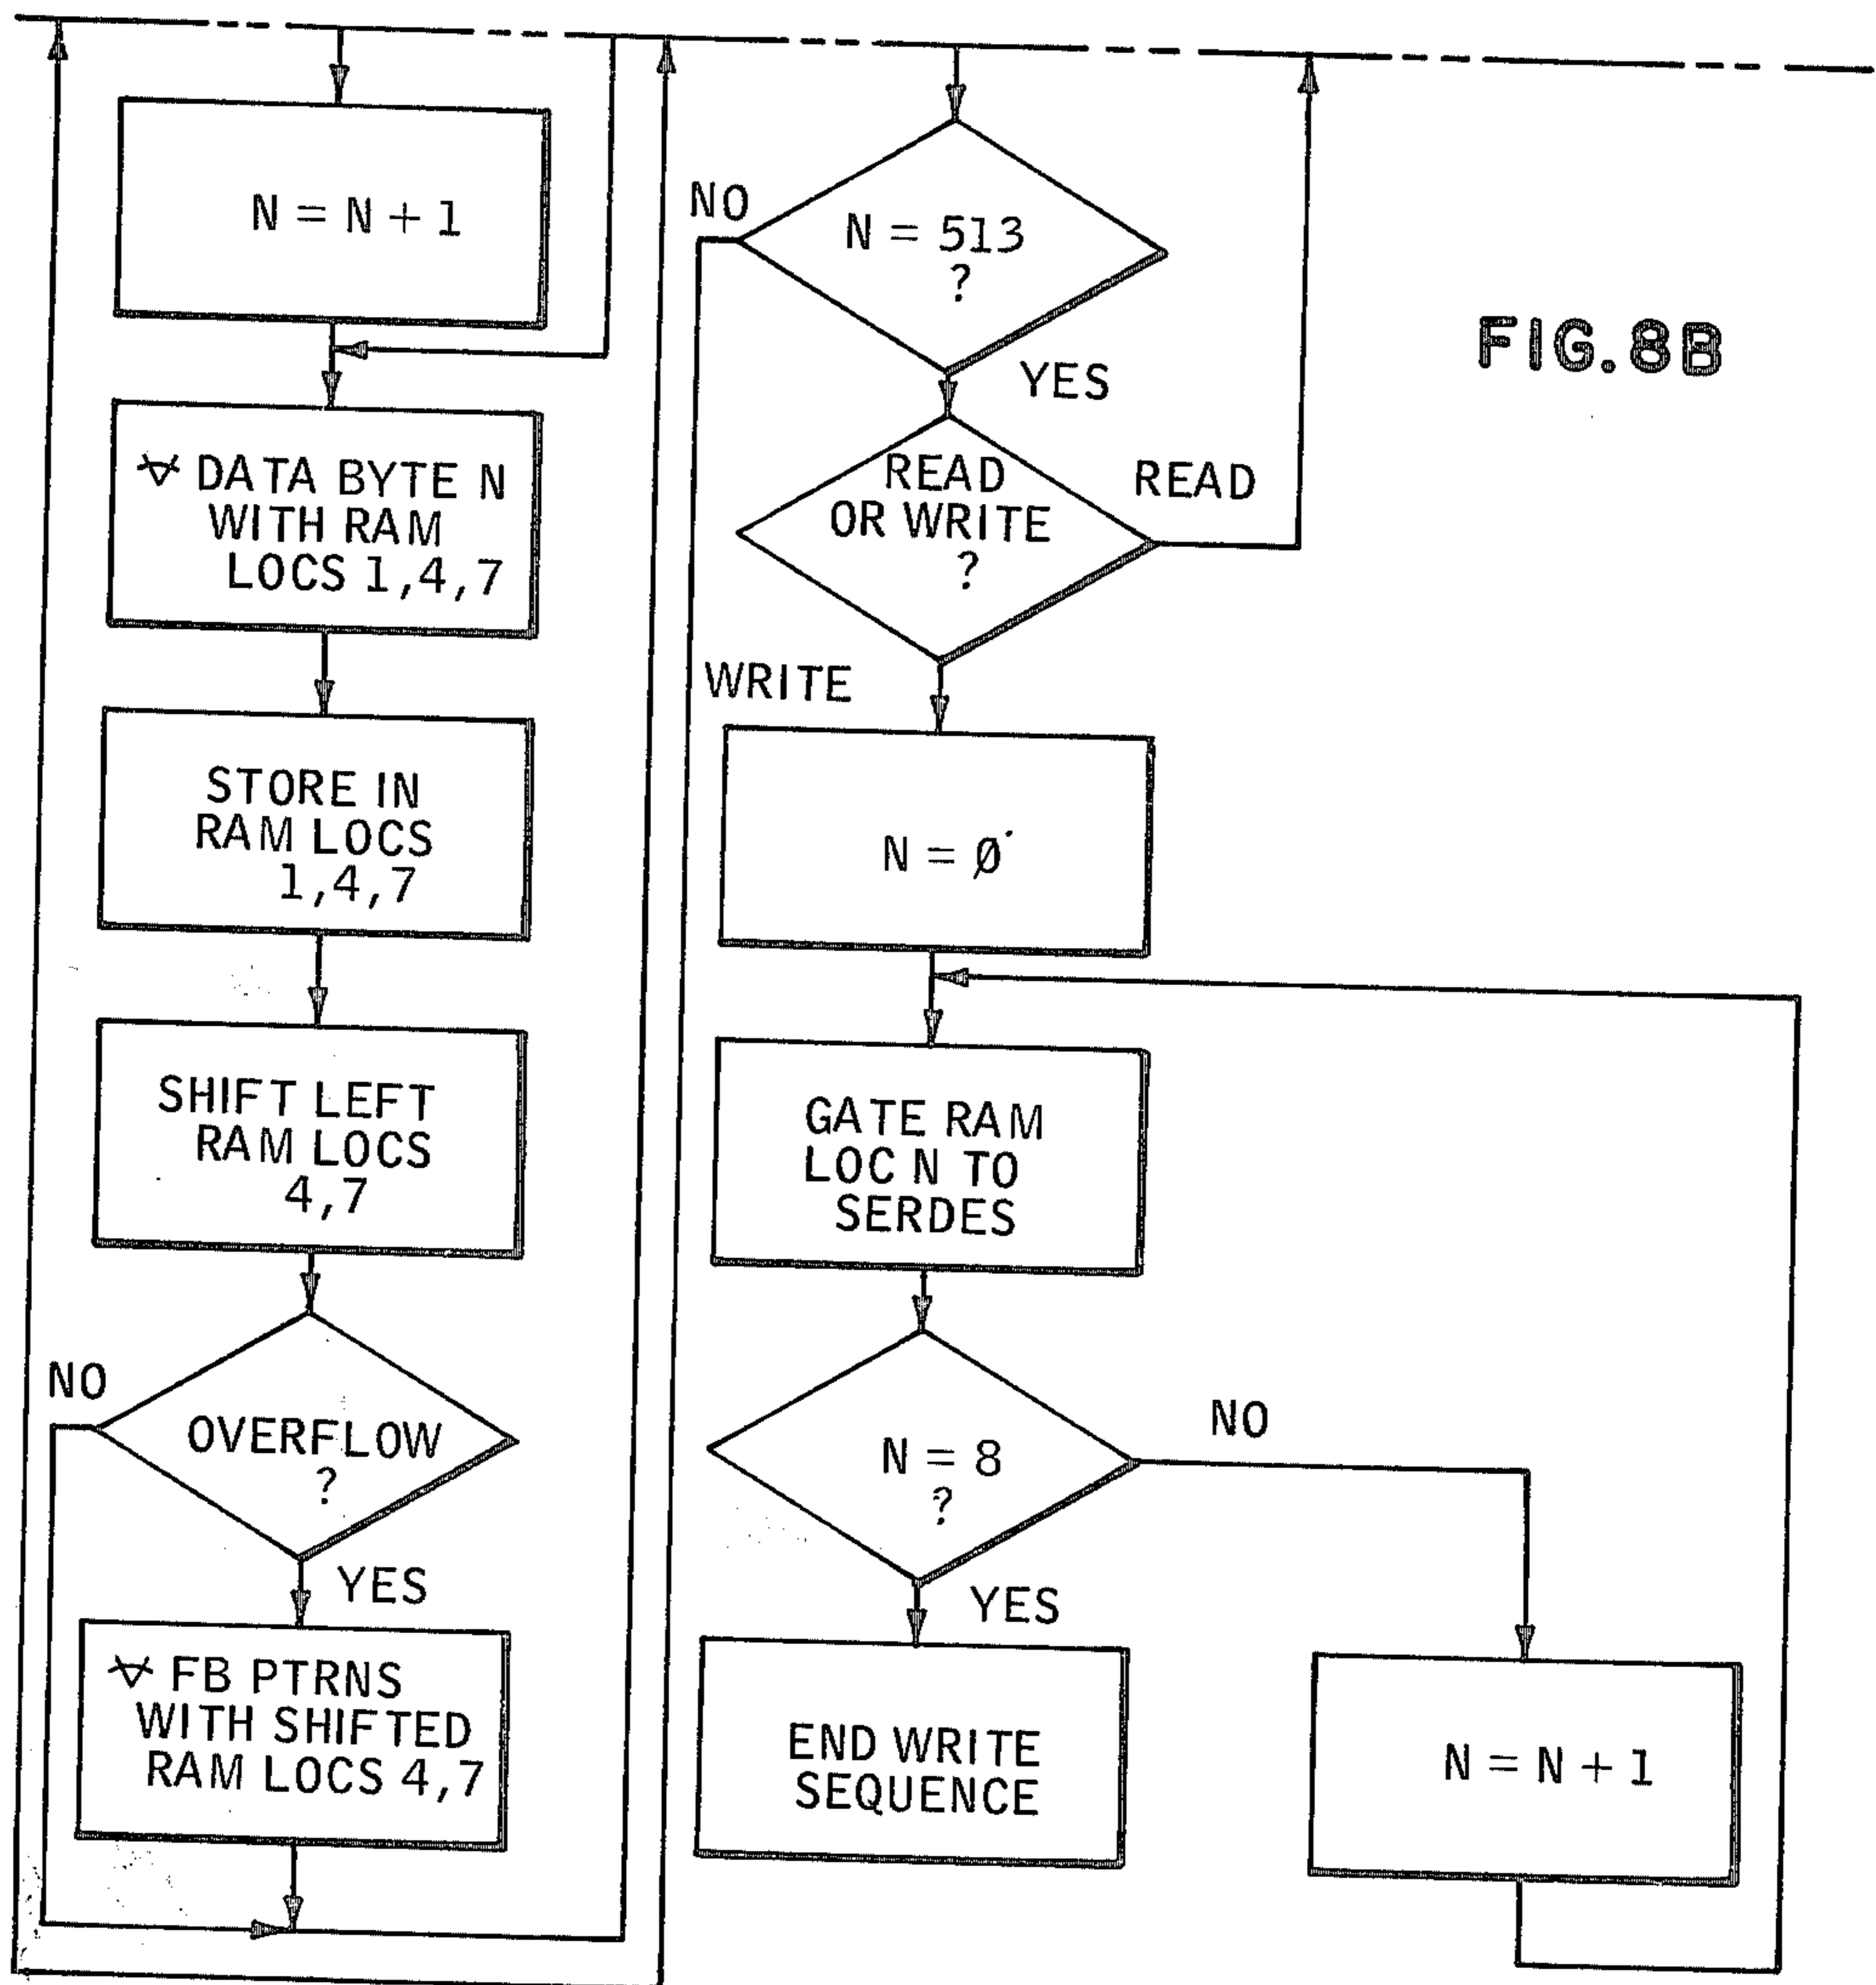 N = N + 1
⊻ DATA BYTE N
WITH RAM
LOCS 1,4,7
STORE IN
RAM LOCS
1,4,7
SHIFT LEFT
RAM LOCS
4,7
NO
OVERFLOW
?
YES
⊻ FB PTRNS
WITH SHIFTED
RAM LOCS 4,7
NO
N = 513
?
YES
READ
OR WRITE
?
READ
WRITE
N = Ø
GATE RAM
LOC N TO
SERDES
N = 8
?
NO
YES
END WRITE
SEQUENCE
N = N + 1
FIG. 8B